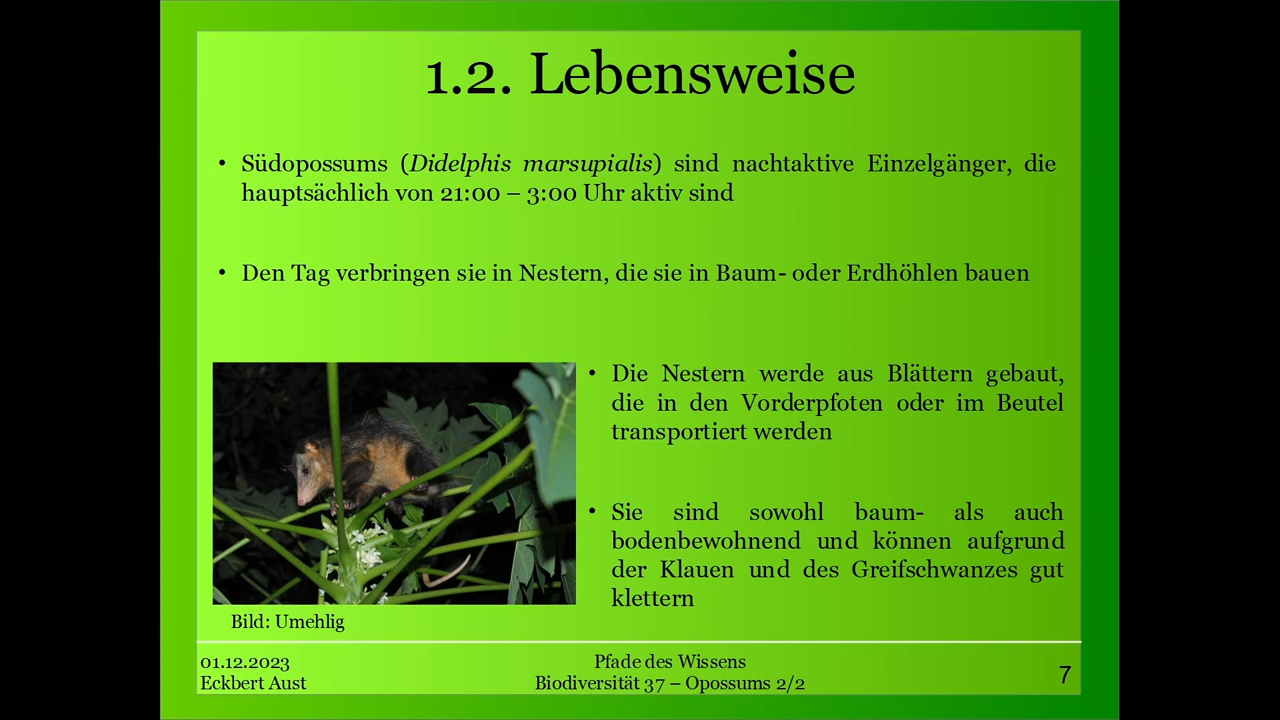 1.2. Lebensweise
• Südopossums (Didelphis marsupialis) sind nachtaktive Einzelgänger, die
hauptsächlich von 21:00 – 3:00 Uhr aktiv sind
• Den Tag verbringen sie in Nestern, die sie in Baum- oder Erdhöhlen bauen
• Die Nestern werde aus Blättern gebaut,
die in den Vorderpfoten oder im Beutel
transportiert werden
• Sie sind sowohl baum- als auch
bodenbewohnend und können aufgrund
der Klauen und des Greifschwanzes gut
klettern
Bild: Umehlig
01.12.2023
Eckbert Aust
Pfade des Wissens
Biodiversität 37 – Opossums 2/2
7